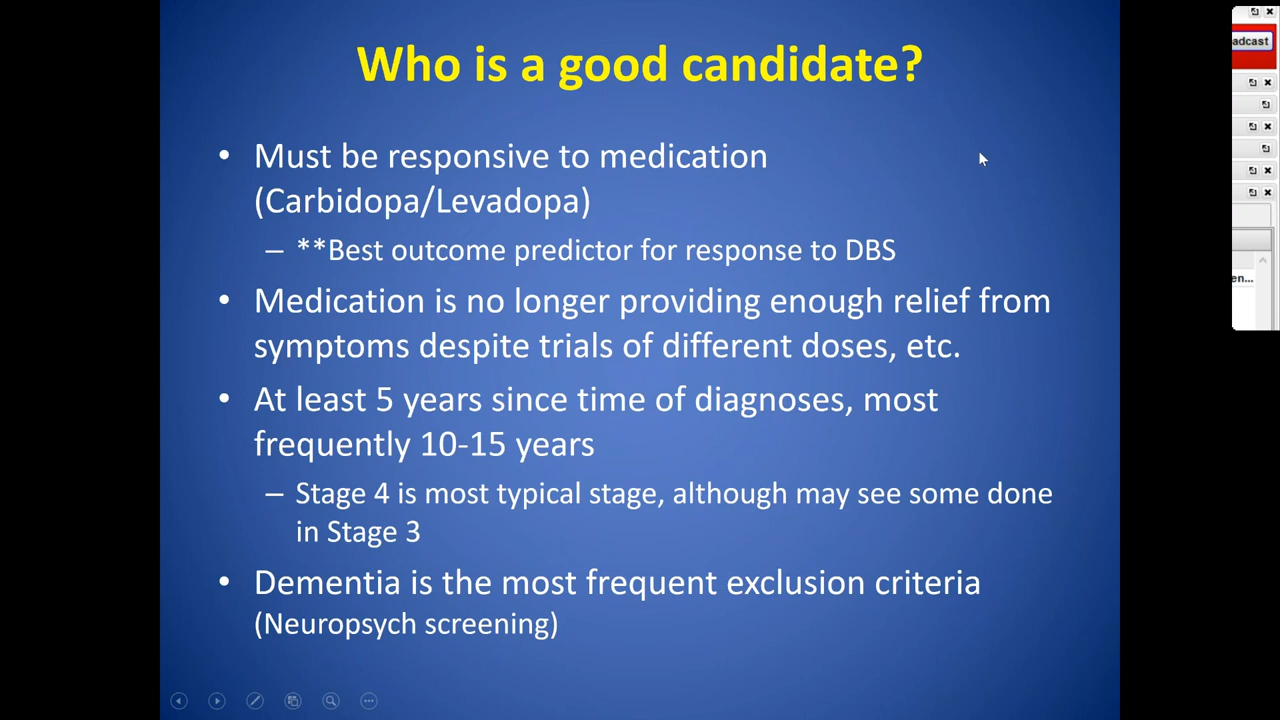 Who is a good candidate?
adcast
• Must be responsive to medication
(Carbidopa/Levadopa)
– **Best outcome predictor for response to DBS
• Medication is no longer providing enough relief from
symptoms despite trials of different doses, etc.
en...
• At least 5 years since time of diagnoses, most
frequently 10-15 years
– Stage 4 is most typical stage, although may see some done
in Stage 3
• Dementia is the most frequent exclusion criteria
(Neuropsych screening)